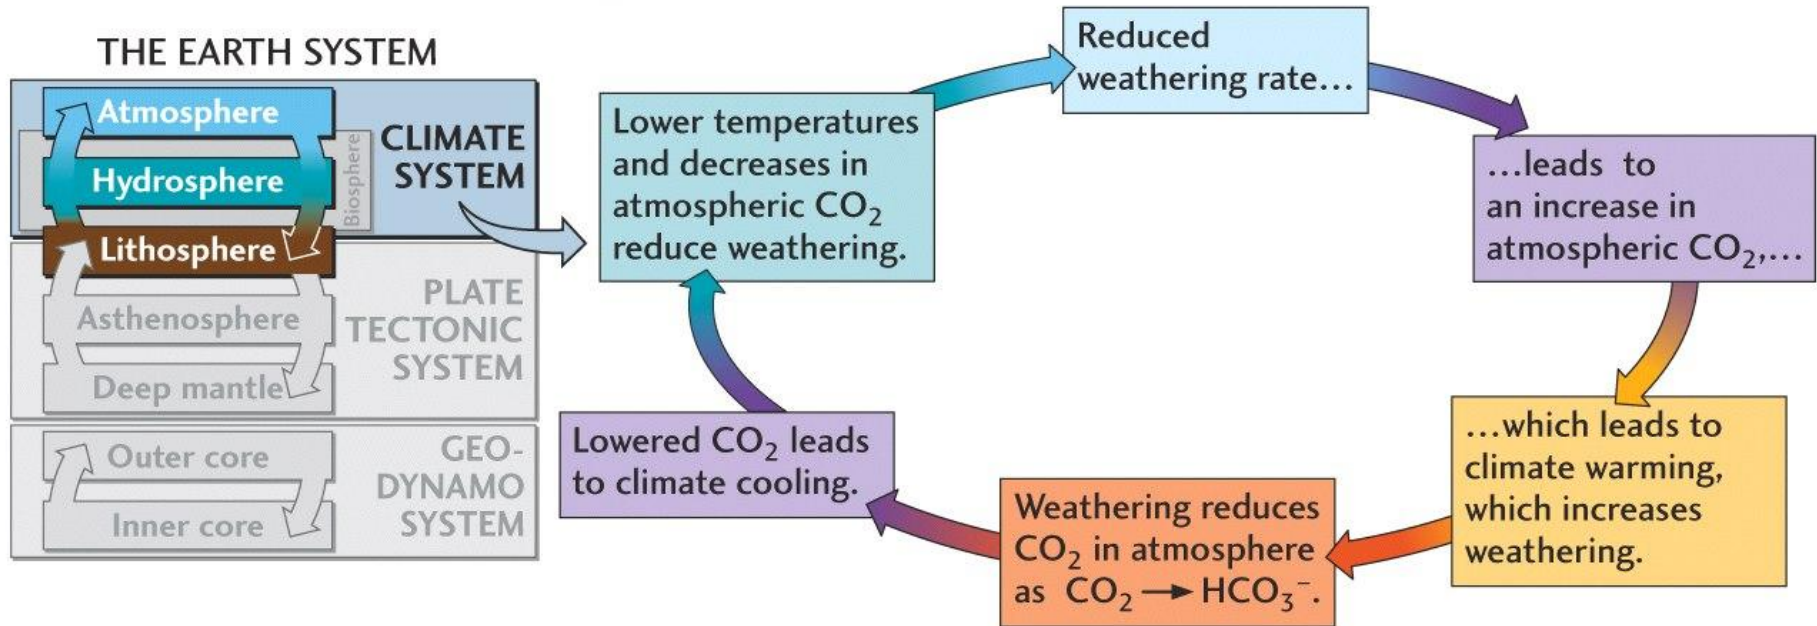 THE EARTH SYSTEM
Atmosphere
Hydrosphere
Lithosphere
Biosphere
CLIMATE
SYSTEM
Asthenosphere
Deep mantle
PLATE
TECTONIC
SYSTEM
Outer core
Inner core
GEO-
DYNAMO
SYSTEM
Lower temperatures
and decreases in
atmospheric CO₂
reduce weathering.
Reduced
weathering rate…
…leads to
an increase in
atmospheric CO₂,…
…which leads to
climate warming,
which increases
weathering.
Weathering reduces
CO₂ in atmosphere
as CO₂ → HCO₃⁻.
Lowered CO₂ leads
to climate cooling.